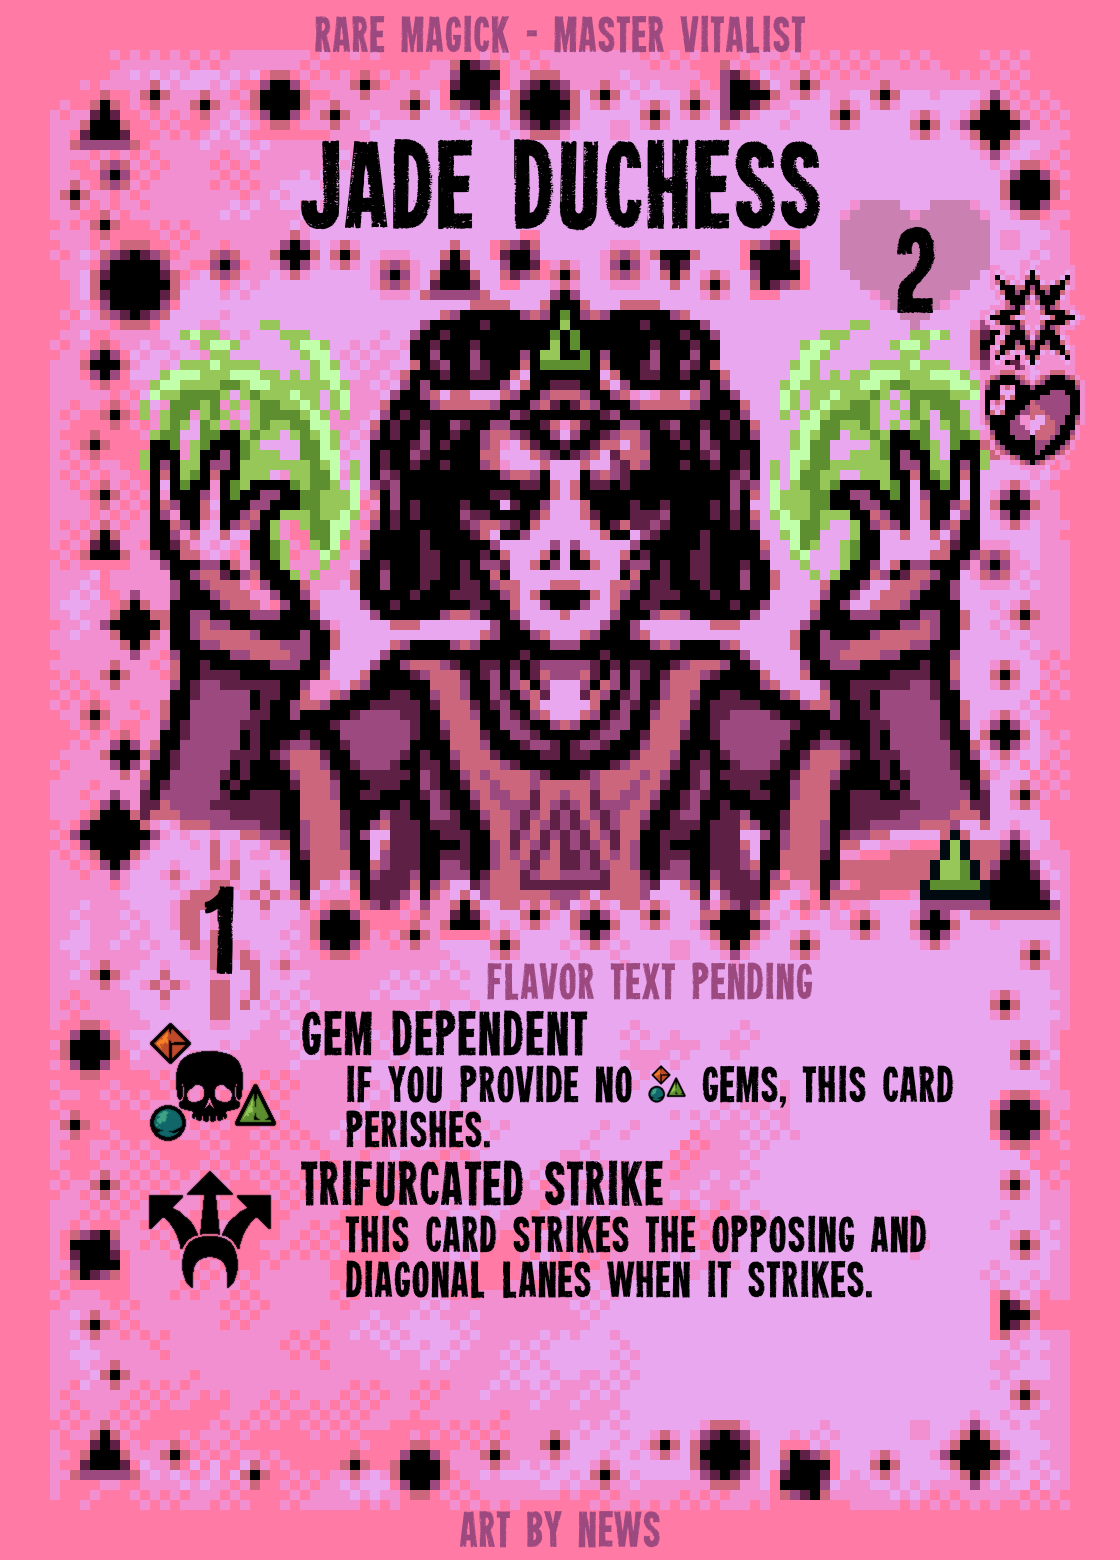 RARE MAGICK - MASTER VITALIST
JADE DUCHESS
2
1
FLAVOR TEXT PENDING
GEM DEPENDENT
IF YOU PROVIDE NO GEMS, THIS CARD
PERISHES.
TRIFURCATED STRIKE
THIS CARD STRIKES THE OPPOSING AND
DIAGONAL LANES WHEN IT STRIKES.
ART BY NEWS